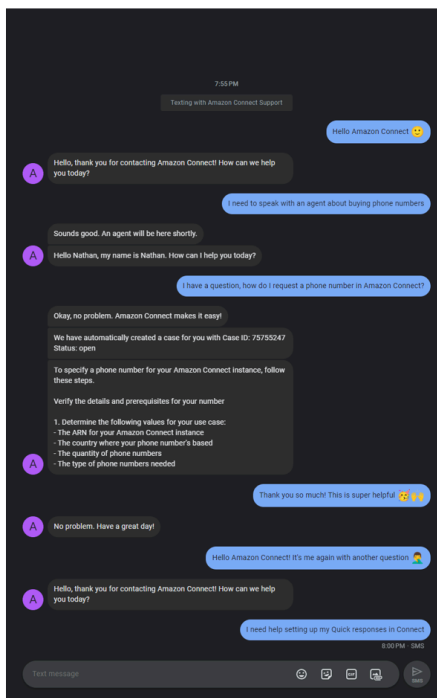 7:55 PM
Texting with Amazon Connect Support
Hello Amazon Connect 🙂
A
Hello, thank you for contacting Amazon Connect! How can we help
you today?
I need to speak with an agent about buying phone numbers
Sounds good. An agent will be here shortly.
A
Hello Nathan, my name is Nathan. How can I help you today?
I have a question, how do I request a phone number in Amazon Connect?
Okay, no problem. Amazon Connect makes it easy!
We have automatically created a case for you with Case ID: 75755247
Status: open
To specify a phone number for your Amazon Connect instance, follow
these steps.
Verify the details and prerequisites for your number
1. Determine the following values for your use case:
- The ARN for your Amazon Connect instance
- The country where your phone number's based
- The quantity of phone numbers
- The type of phone numbers needed
A
Thank you so much! This is super helpful 🥳🙌
A
No problem. Have a great day!
Hello Amazon Connect! It's me again with another question 🤦‍♂️
A
Hello, thank you for contacting Amazon Connect! How can we help
you today?
I need help setting up my Quick responses in Connect
8:00 PM · SMS
Text message
GIF
SMS